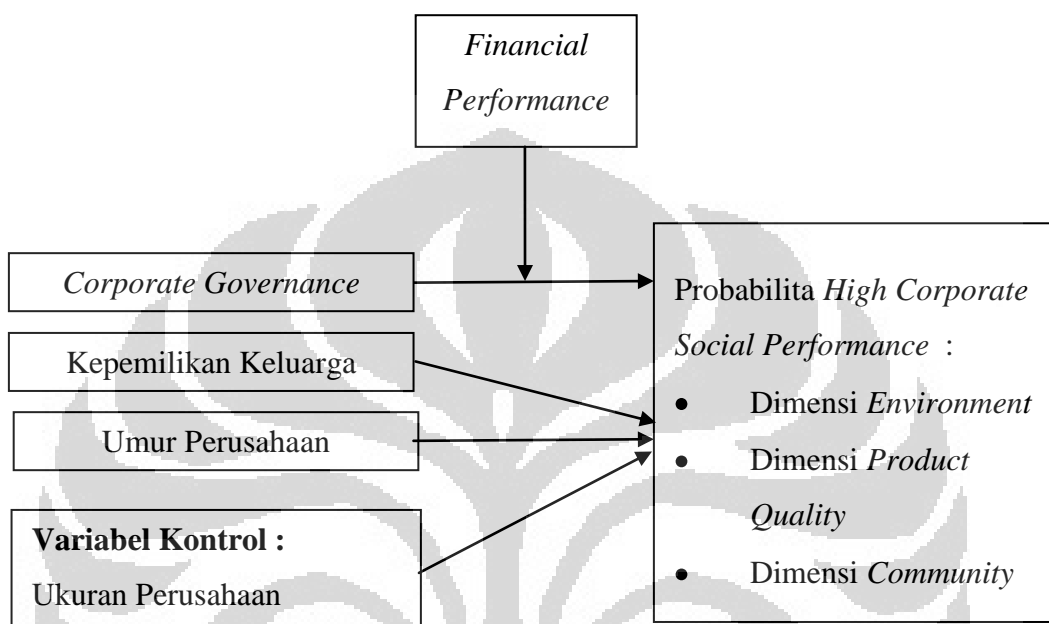 Financial
Performance
Corporate Governance
Kepemilikan Keluarga
Umur Perusahaan
Variabel Kontrol :
Ukuran Perusahaan
Probabilita High Corporate
Social Performance :
• Dimensi Environment
• Dimensi Product
Quality
• Dimensi Community